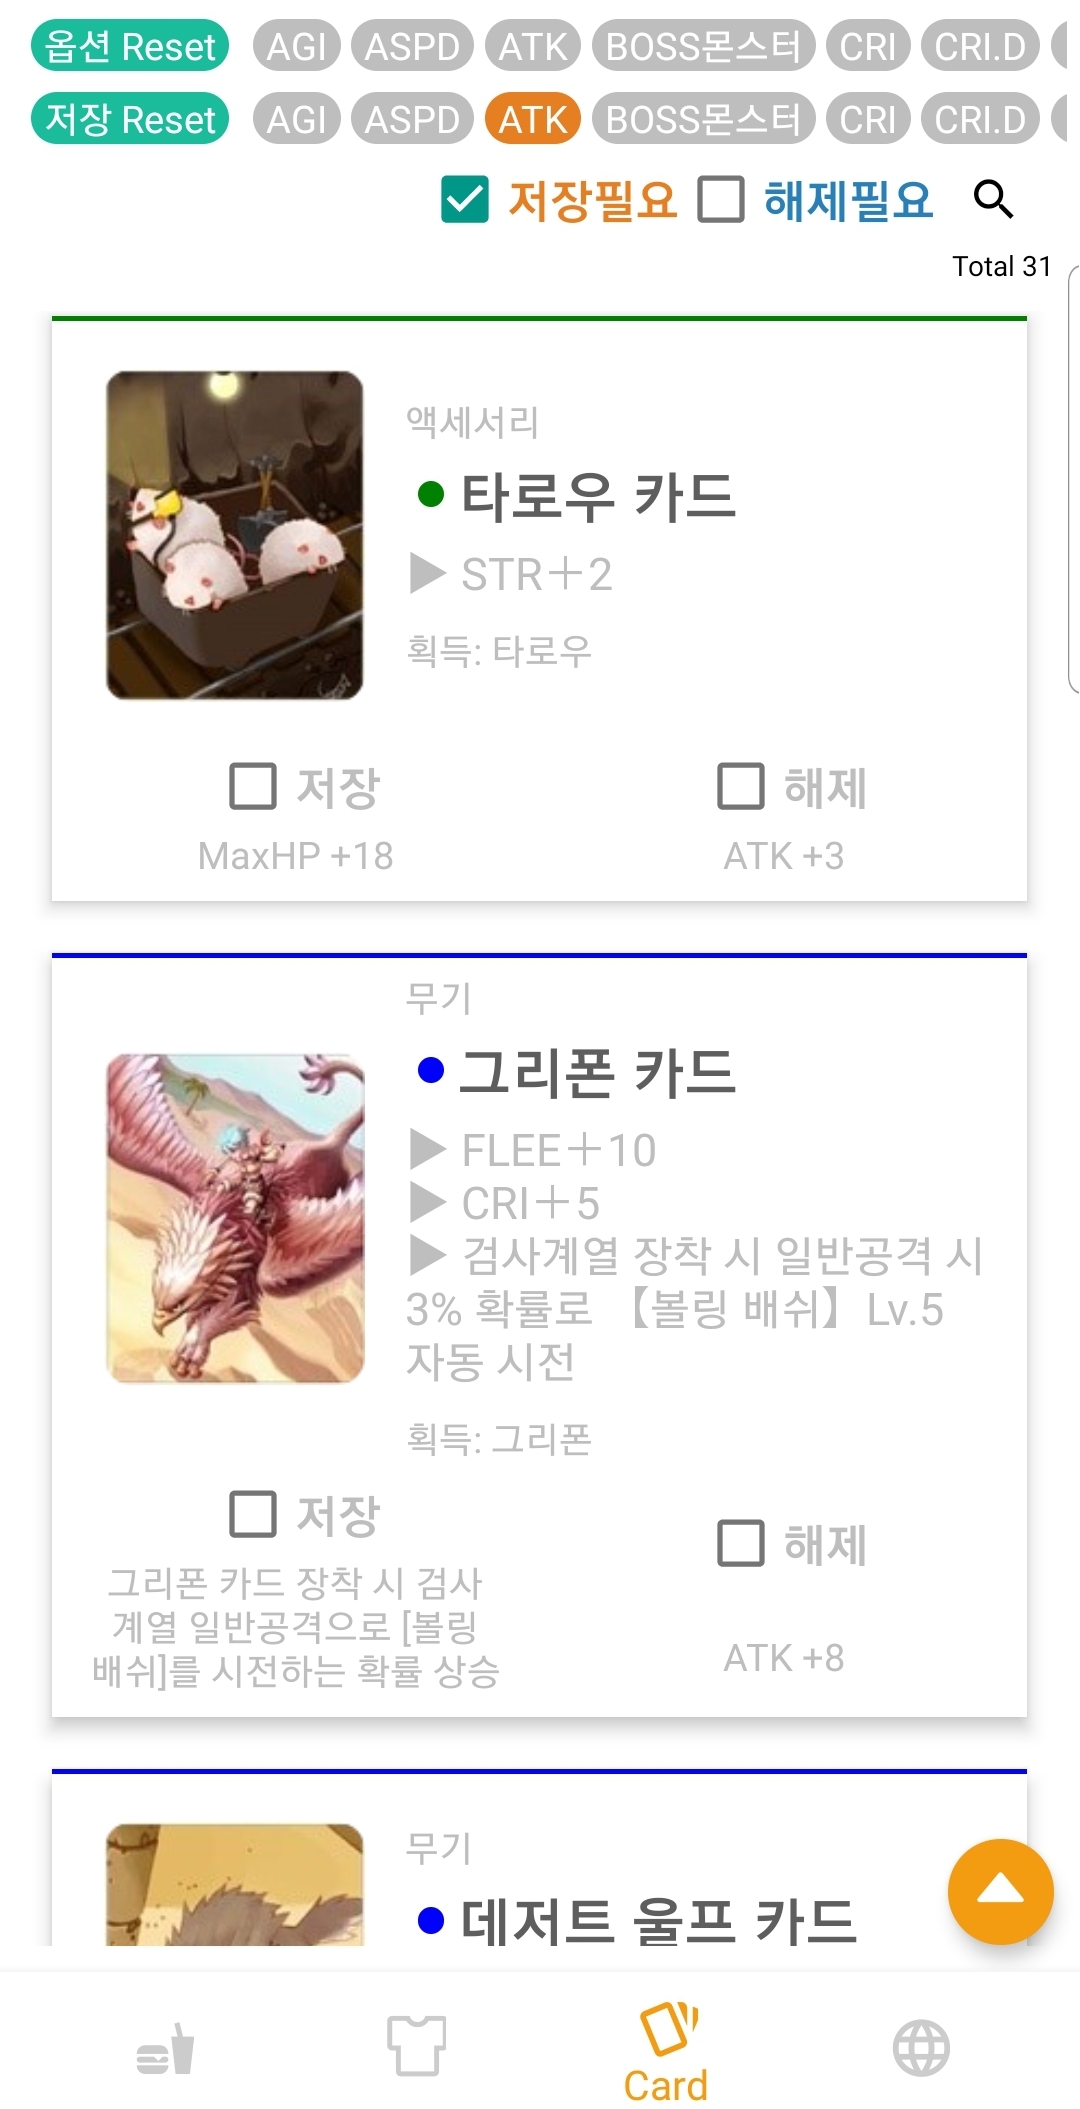 옵션 Reset AGI ASPD ATK BOSS몬스터 CRI CRI.D
저장 Reset AGI ASPD ATK BOSS몬스터 CRI CRI.D
저장필요 해제필요
Total 31
액세서리
타로우 카드
▶ STR＋2
획득: 타로우
저장 해제
MaxHP +18 ATK +3
무기
그리폰 카드
▶ FLEE＋10
▶ CRI＋5
▶ 검사계열 장착 시 일반공격 시
3% 확률로 【볼링 배쉬】 Lv.5
자동 시전
획득: 그리폰
저장 해제
그리폰 카드 장착 시 검사
계열 일반공격으로 [볼링
배쉬]를 시전하는 확률 상승
ATK +8
무기
데저트 울프 카드
Card